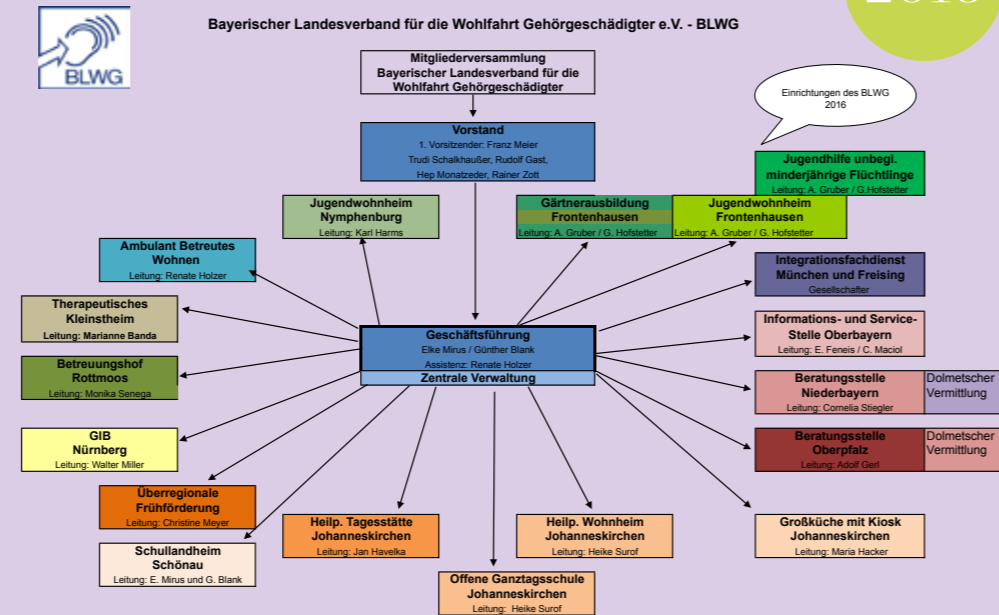 Bayerischer Landesverband für die Wohlfahrt Gehörgeschädigter e.V. - BLWG
BLWG
Mitgliederversammlung
Bayerischer Landesverband für die
Wohlfahrt Gehörgeschädigter
Einrichtungen des BLWG
2016
Vorstand
1. Vorsitzender: Franz Meier
Trudi Schalkhaußer, Rudolf Gast,
Hep Monatzeder, Rainer Zott
Jugendhilfe unbegl.
minderjährige Flüchtlinge
Leitung: A. Gruber / G.Hofstetter
Jugendwohnheim
Nymphenburg
Leitung: Karl Harms
Gärtnerausbildung
Frontenhausen
Leitung: A. Gruber / G. Hofstetter
Jugendwohnheim
Frontenhausen
Leitung: A. Gruber / G. Hofstetter
Ambulant Betreutes
Wohnen
Leitung: Renate Holzer
Integrationsfachdienst
München und Freising
Gesellschafter
Therapeutisches
Kleinstheim
Leitung: Marianne Banda
Informations- und Service-
Stelle Oberbayern
Leitung: E. Feneis / C. Maciol
Geschäftsführung
Elke Mirus / Günther Blank
Assistenz: Renate Holzer
Zentrale Verwaltung
Betreuungshof
Rottmoos
Leitung: Monika Senega
Beratungsstelle
Niederbayern
Leitung: Cornelia Stiegler
Dolmetscher
Vermittlung
GIB
Nürnberg
Leitung: Walter Miller
Beratungsstelle
Oberpfalz
Leitung: Adolf Gerl
Dolmetscher
Vermittlung
Überregionale
Frühförderung
Leitung: Christine Meyer
Heilp. Tagesstätte
Johanneskirchen
Leitung: Jan Havelka
Heilp. Wohnheim
Johanneskirchen
Leitung: Heike Surof
Großküche mit Kiosk
Johanneskirchen
Leitung: Maria Hacker
Schullandheim
Schönau
Leitung: E. Mirus und G. Blank
Offene Ganztagsschule
Johanneskirchen
Leitung: Heike Surof